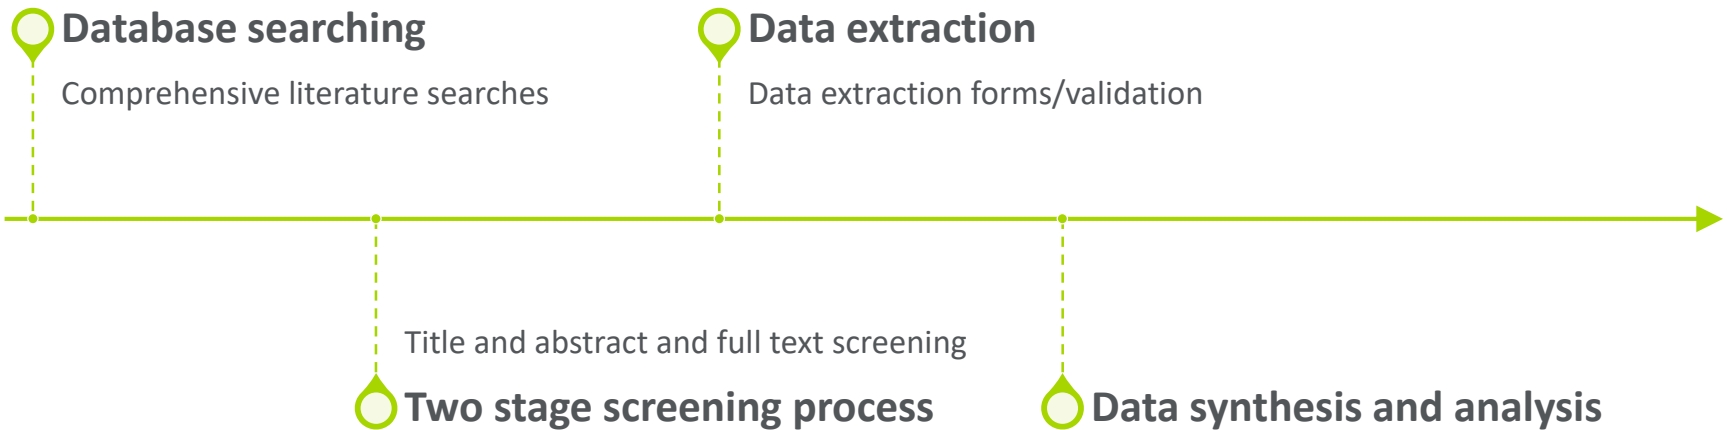 Database searching
Comprehensive literature searches
Data extraction
Data extraction forms/validation
Title and abstract and full text screening
Two stage screening process
Data synthesis and analysis